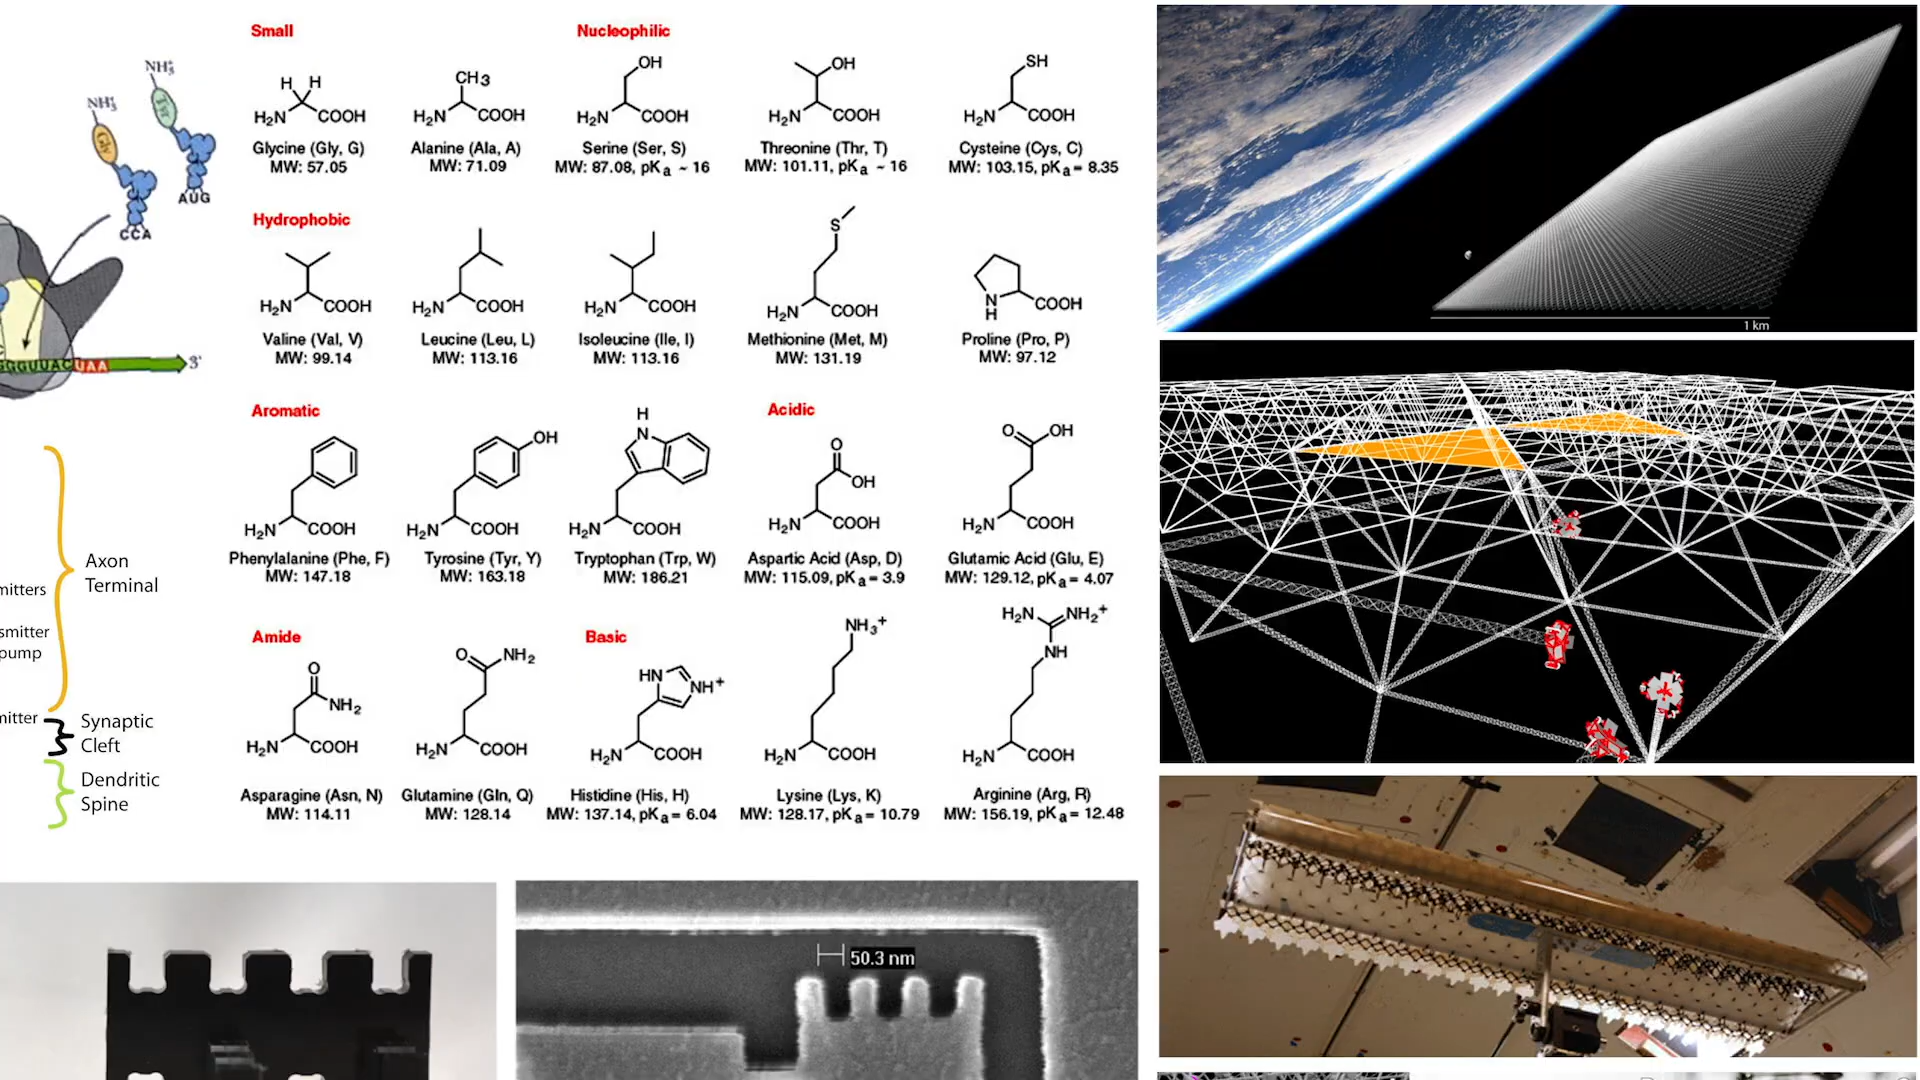 NH₃⁺
NH₃⁺
Tyr
Gly
AUG
CCA
GGGUUACUAA
3'
Small
Nucleophilic
H H
H₂N COOH
Glycine (Gly, G)
MW: 57.05
CH3
H₂N COOH
Alanine (Ala, A)
MW: 71.09
OH
H₂N COOH
Serine (Ser, S)
MW: 87.08, pKa ~ 16
OH
H₂N COOH
Threonine (Thr, T)
MW: 101.11, pKa ~ 16
SH
H₂N COOH
Cysteine (Cys, C)
MW: 103.15, pKa = 8.35
Hydrophobic
H₂N COOH
Valine (Val, V)
MW: 99.14
H₂N COOH
Leucine (Leu, L)
MW: 113.16
H₂N COOH
Isoleucine (Ile, I)
MW: 113.16
S
H₂N COOH
Methionine (Met, M)
MW: 131.19
N
H
COOH
Proline (Pro, P)
MW: 97.12
Aromatic
Acidic
H₂N COOH
Phenylalanine (Phe, F)
MW: 147.18
OH
H₂N COOH
Tyrosine (Tyr, Y)
MW: 163.18
H
N
H₂N COOH
Tryptophan (Trp, W)
MW: 186.21
O
OH
H₂N COOH
Aspartic Acid (Asp, D)
MW: 115.09, pKa = 3.9
O OH
H₂N COOH
Glutamic Acid (Glu, E)
MW: 129.12, pKa = 4.07
Amide
Basic
O
NH₂
H₂N COOH
Asparagine (Asn, N)
MW: 114.11
O NH₂
H₂N COOH
Glutamine (Gln, Q)
MW: 128.14
HN
NH⁺
H₂N COOH
Histidine (His, H)
MW: 137.14, pKa = 6.04
NH₃⁺
H₂N COOH
Lysine (Lys, K)
MW: 128.17, pKa = 10.79
H₂N NH₂⁺
NH
H₂N COOH
Arginine (Arg, R)
MW: 156.19, pKa = 12.48
Axon
Terminal
mitters
smitter
pump
mitter
Synaptic
Cleft
Dendritic
Spine
50.3 nm
1 km